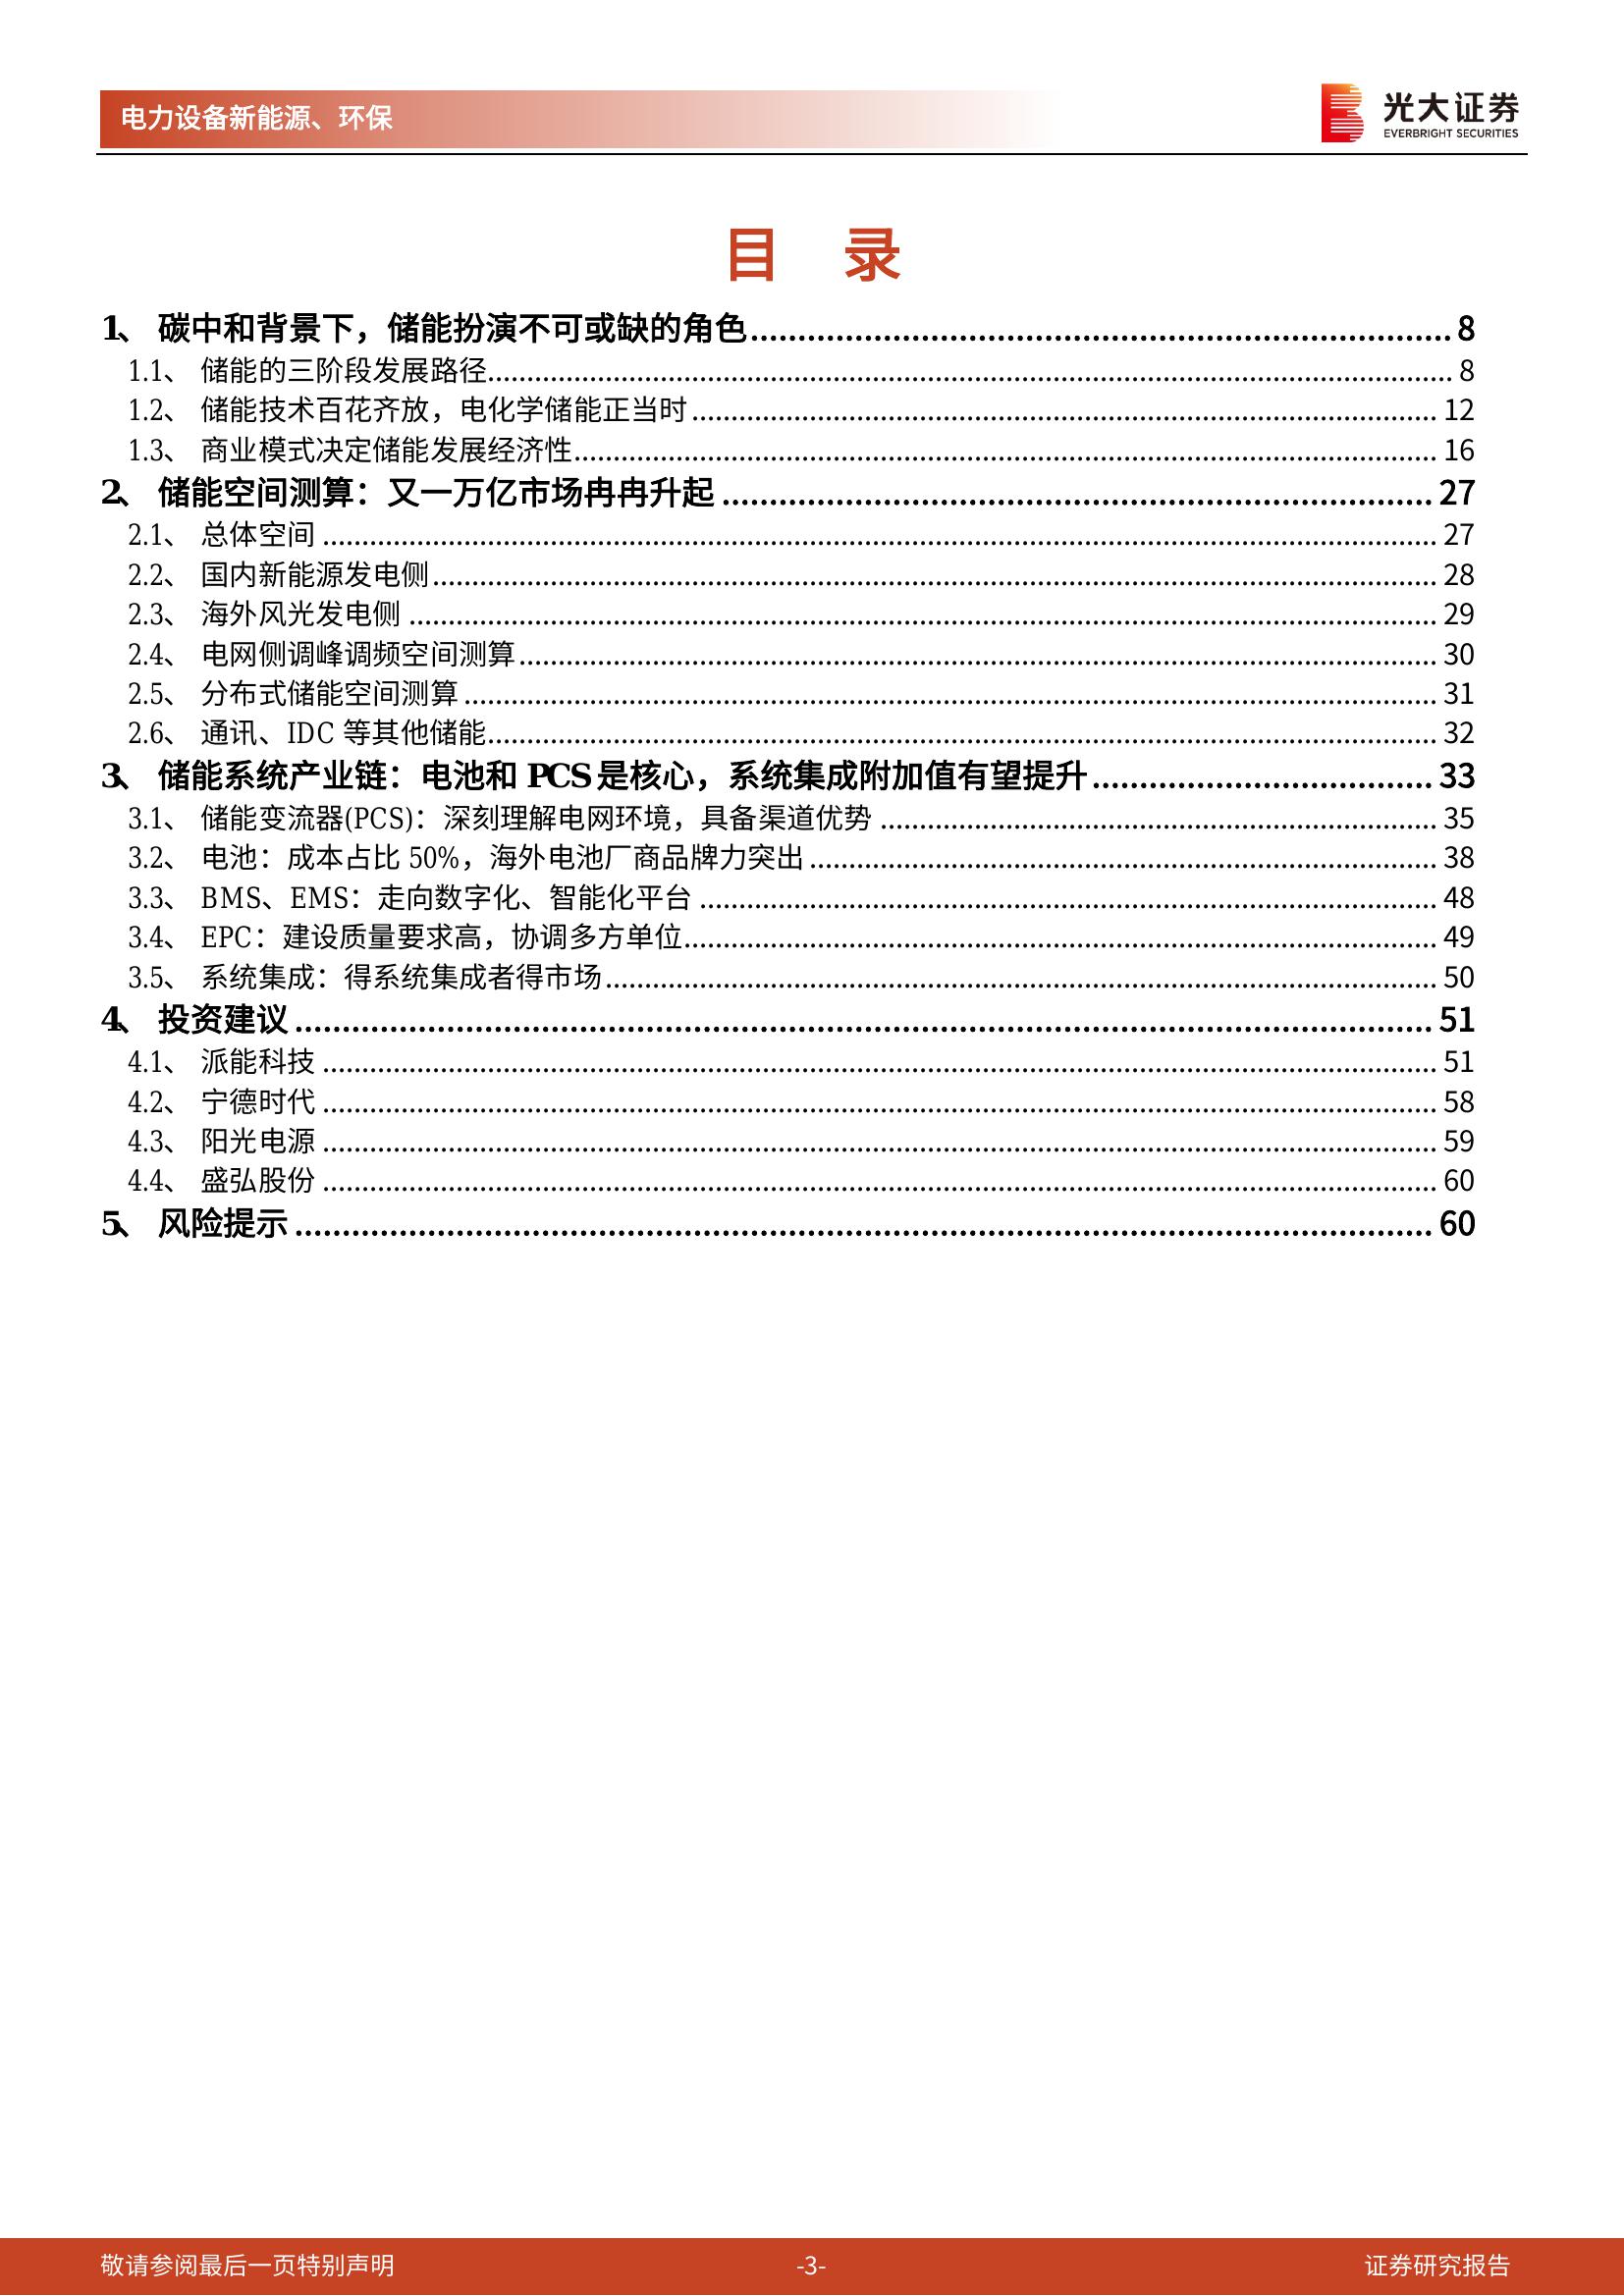 电力设备新能源、环保
光大证券
EVERBRIGHT SECURITIES
目 录
1、 碳中和背景下，储能扮演不可或缺的角色........................ 8
1.1、 储能的三阶段发展路径........................ 8
1.2、 储能技术百花齐放，电化学储能正当时........................ 12
1.3、 商业模式决定储能发展经济性........................ 16
2、 储能空间测算：又一万亿市场冉冉升起........................ 27
2.1、 总体空间........................ 27
2.2、 国内新能源发电侧........................ 28
2.3、 海外风光发电侧........................ 29
2.4、 电网侧调峰调频空间测算........................ 30
2.5、 分布式储能空间测算........................ 31
2.6、 通讯、IDC 等其他储能........................ 32
3、 储能系统产业链：电池和 PCS 是核心，系统集成附加值有望提升........................ 33
3.1、 储能变流器(PCS)：深刻理解电网环境，具备渠道优势........................ 35
3.2、 电池：成本占比 50%，海外电池厂商品牌力突出........................ 38
3.3、 BMS、EMS：走向数字化、智能化平台........................ 48
3.4、 EPC：建设质量要求高，协调多方单位........................ 49
3.5、 系统集成：得系统集成者得市场........................ 50
4、 投资建议........................ 51
4.1、 派能科技........................ 51
4.2、 宁德时代........................ 58
4.3、 阳光电源........................ 59
4.4、 盛弘股份........................ 60
5、 风险提示........................ 60
敬请参阅最后一页特别声明 -3- 证券研究报告